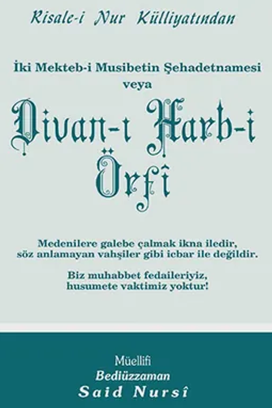 Risale-i Nur Külliyatından
İki Mekteb-i Musibetin Şehadetnamesi
veya
Divan-ı Harb-i
Örfî
Medenilere galebe çalmak ikna iledir,
söz anlamayan vahşiler gibi icbar ile değildir.
Biz muhabbet fedaileriyiz,
husumete vaktimiz yoktur!
Müellifi
Bediüzzaman
Said Nursî